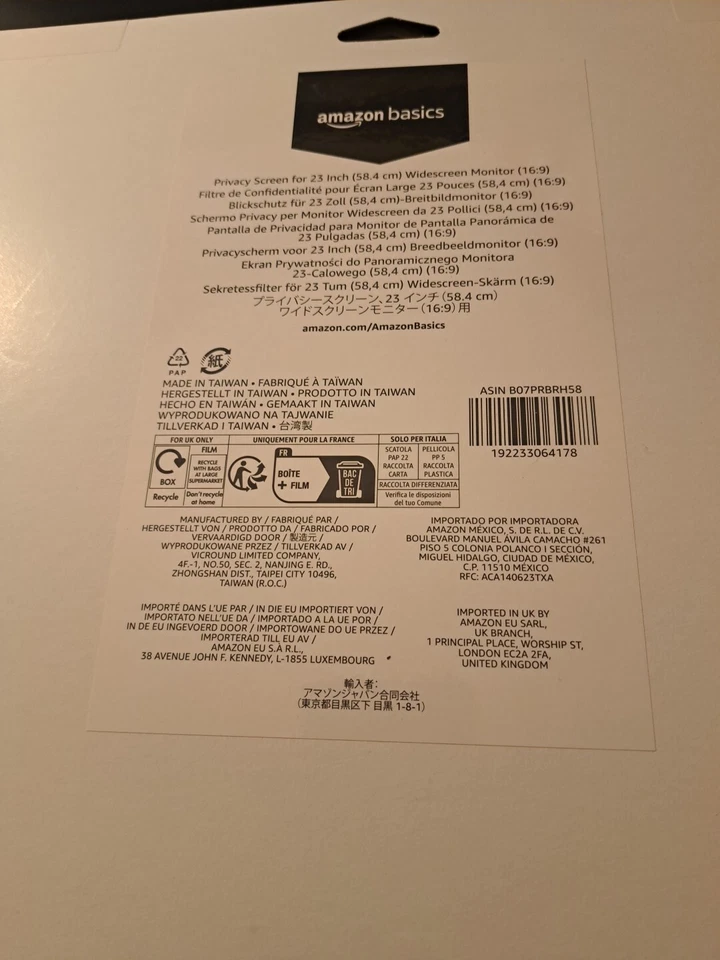 amazon basics
Privacy Screen for 23 Inch (58.4 cm) Widescreen Monitor (16:9)
Filtre de Confidentialité pour Écran Large 23 Pouces (58,4 cm) (16:9)
Blickschutz für 23 Zoll (58,4 cm)-Breitbildmonitor (16:9)
Schermo Privacy per Monitor Widescreen da 23 Pollici (58,4 cm) (16:9)
Pantalla de Privacidad para Monitor de Pantalla Panorámica de
23 Pulgadas (58,4 cm) (16:9)
Privacyscherm voor 23 Inch (58,4 cm) Breedbeeldmonitor (16:9)
Ekran Prywatności do Panoramicznego Monitora
23-Calowego (58,4 cm) (16:9)
Sekretessfilter för 23 Tum (58,4 cm) Widescreen-Skärm (16:9)
プライバシースクリーン、23 インチ (58.4 cm)
ワイドスクリーンモニター (16:9) 用
amazon.com/AmazonBasics
22
PAP
紙
MADE IN TAIWAN • FABRIQUÉ À TAÏWAN
HERGESTELLT IN TAIWAN • PRODOTTO IN TAIWAN
HECHO EN TAIWÁN • GEMAAKT IN TAIWAN
WYPRODUKOWANO NA TAJWANIE
TILLVERKAD I TAIWAN • 台湾製
ASIN B07PRBRH58
192233064178
FOR UK ONLY
BOX
Recycle
FILM
RECYCLE
WITH BAGS
AT LARGE
SUPERMARKET
Don't recycle
at home
UNIQUEMENT POUR LA FRANCE
FR
BOÎTE
+ FILM
BAC
DE
TRI
SOLO PER ITALIA
SCATOLA
PAP 22
RACCOLTA
CARTA
PELLICOLA
PP 5
RACCOLTA
PLASTICA
RACCOLTA DIFFERENZIATA
Verifica le disposizioni
del tuo Comune
MANUFACTURED BY / FABRIQUÉ PAR /
HERGESTELLT VON / PRODOTTO DA / FABRICADO POR /
VERVAARDIGD DOOR / 製造元 /
WYPRODUKOWANE PRZEZ / TILLVERKAD AV /
VICROUND LIMITED COMPANY,
4F.-1, NO.50, SEC. 2, NANJING E. RD.,
ZHONGSHAN DIST., TAIPEI CITY 10496,
TAIWAN (R.O.C.)
IMPORTADO POR IMPORTADORA
AMAZON MÉXICO, S. DE R.L. DE C.V.
BOULEVARD MANUEL ÁVILA CAMACHO #261
PISO 5 COLONIA POLANCO I SECCIÓN,
MIGUEL HIDALGO, CIUDAD DE MÉXICO,
C.P. 11510 MÉXICO
RFC: ACA140623TXA
IMPORTÉ DANS L'UE PAR / IN DIE EU IMPORTIERT VON /
IMPORTATO NELL'UE DA / IMPORTADO A LA UE POR /
IN DE EU INGEVOERD DOOR / IMPORTOWANE DO UE PRZEZ /
IMPORTERAD TILL EU AV /
AMAZON EU S.À R.L.,
38 AVENUE JOHN F. KENNEDY, L-1855 LUXEMBOURG
IMPORTED IN UK BY
AMAZON EU SARL,
UK BRANCH,
1 PRINCIPAL PLACE, WORSHIP ST,
LONDON EC2A 2FA,
UNITED KINGDOM
輸入者:
アマゾンジャパン合同会社
(東京都目黒区下目黒 1-8-1)